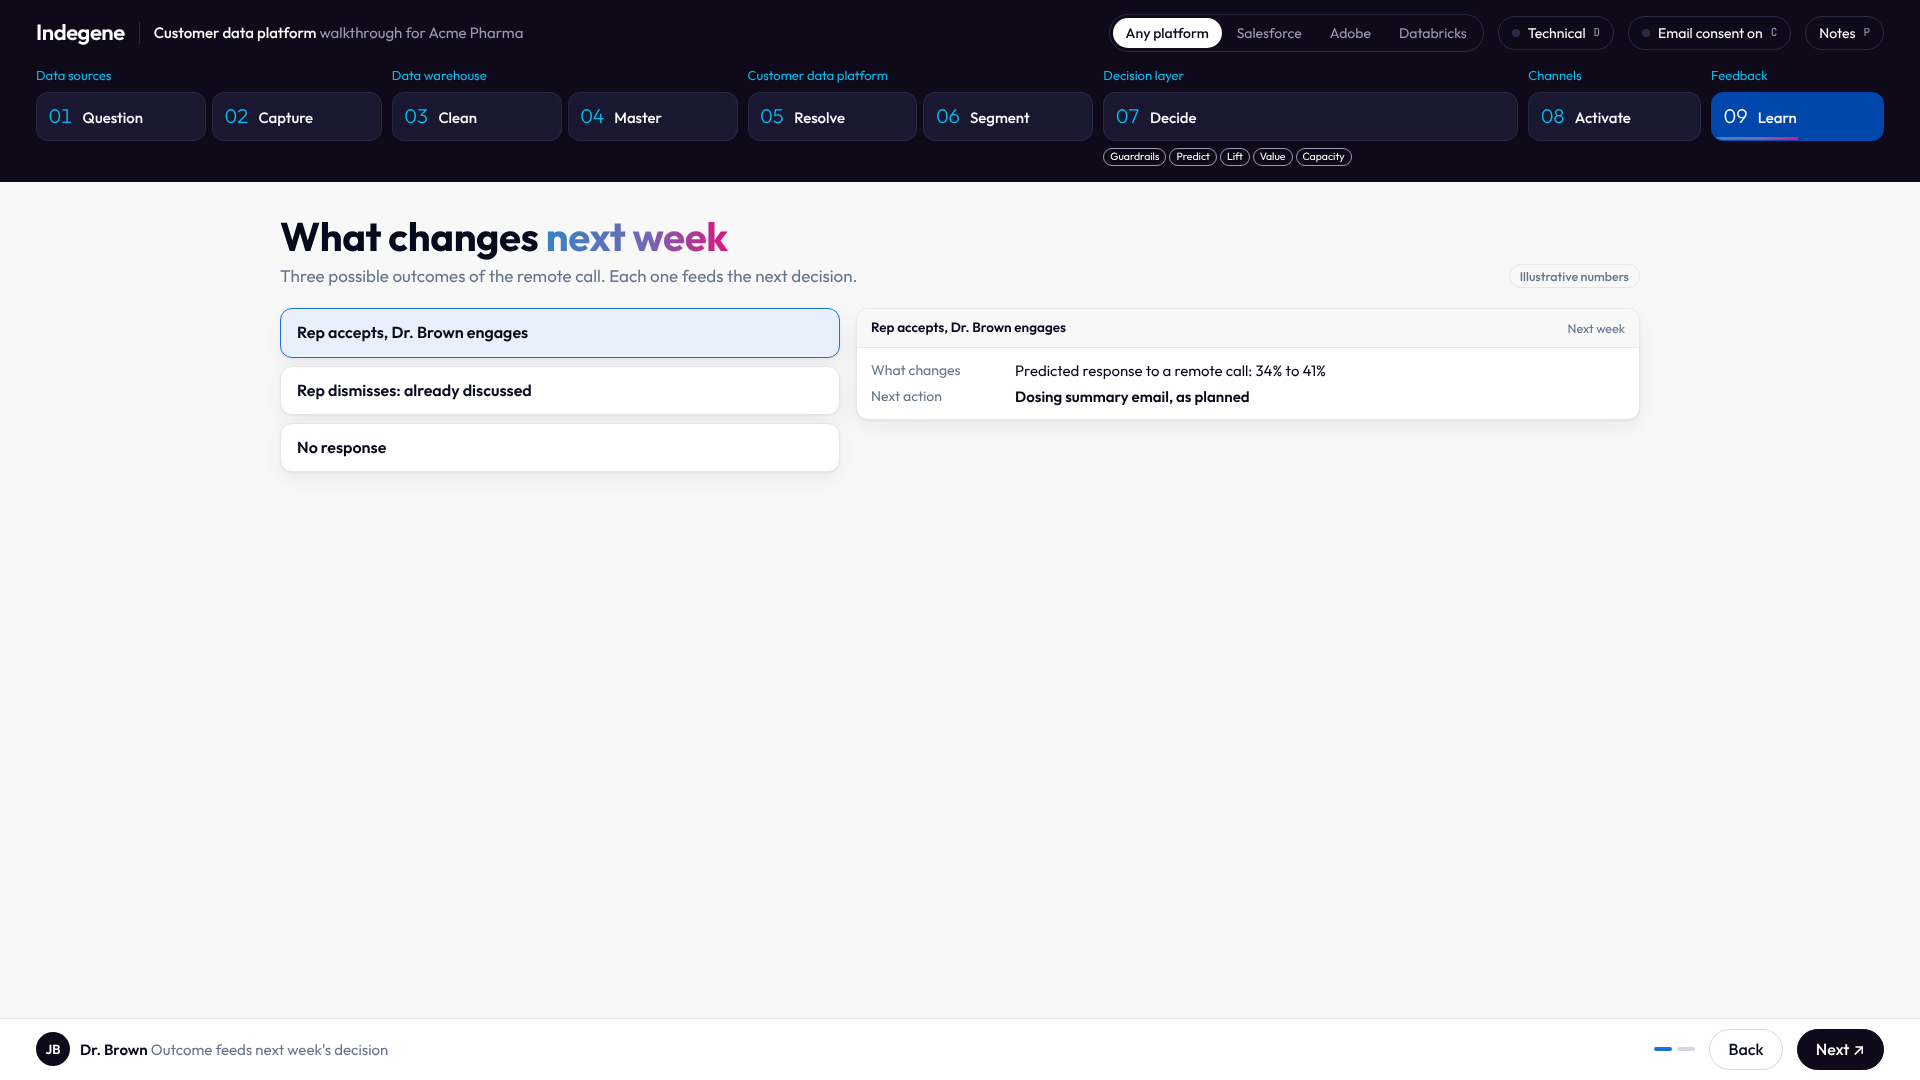 Indegene
Customer data platform walkthrough for Acme Pharma
Any platform
Salesforce
Adobe
Databricks
Technical D
Email consent on C
Notes P
Data sources
Data warehouse
Customer data platform
Decision layer
Channels
Feedback
01 Question
02 Capture
03 Clean
04 Master
05 Resolve
06 Segment
07 Decide
08 Activate
09 Learn
Guardrails
Predict
Lift
Value
Capacity
What changes next week
Three possible outcomes of the remote call. Each one feeds the next decision.
Illustrative numbers
Rep accepts, Dr. Brown engages
Rep dismisses: already discussed
No response
Rep accepts, Dr. Brown engages
Next week
What changes Predicted response to a remote call: 34% to 41%
Next action Dosing summary email, as planned
JB
Dr. Brown Outcome feeds next week's decision
Back
Next ↗